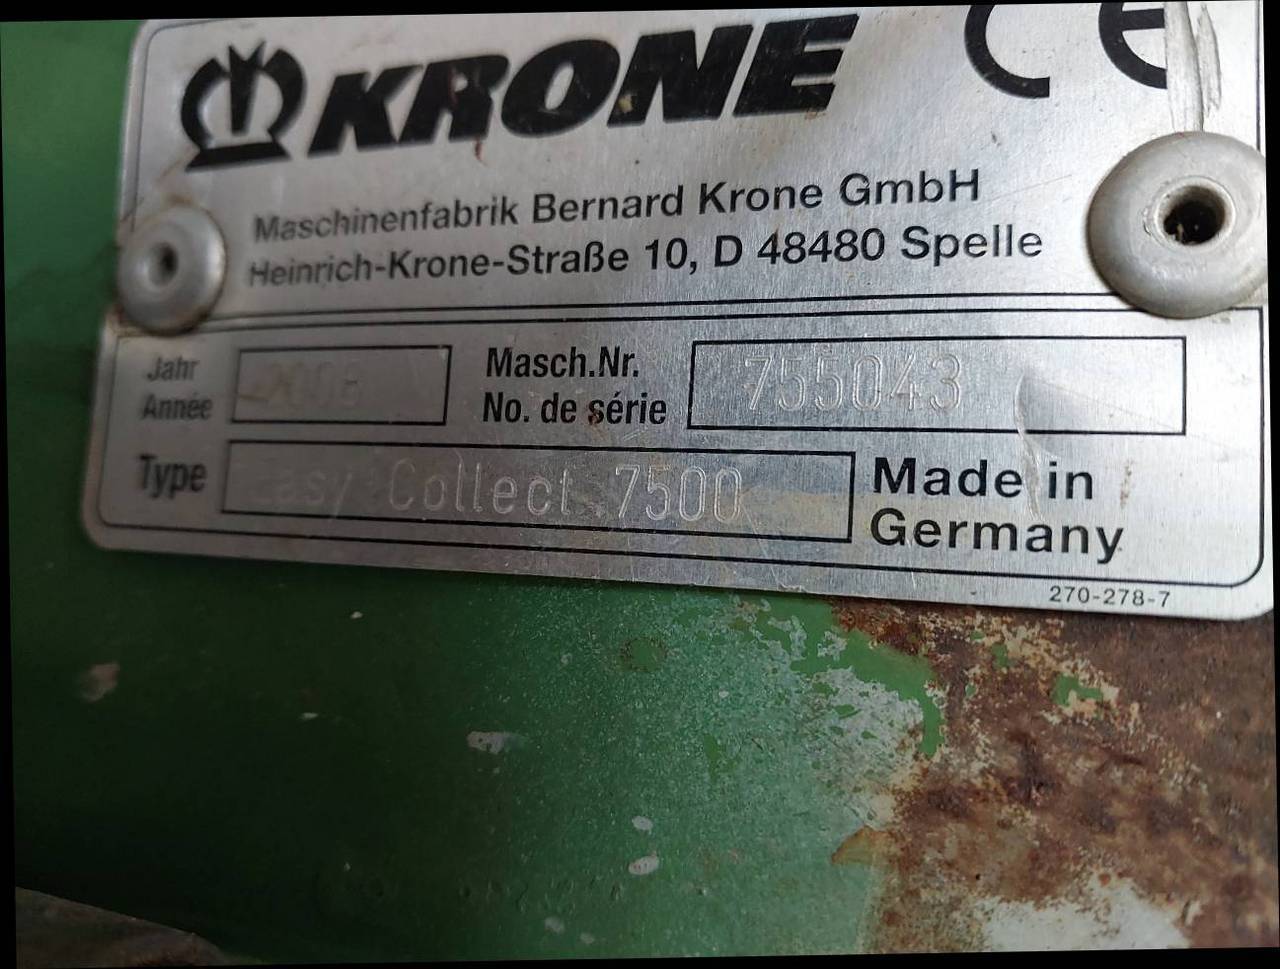 KRONE CE
Maschinenfabrik Bernard Krone GmbH
Heinrich-Krone-Straße 10, D 48480 Spelle
Jahr
Année
Masch.Nr.
No. de série
755043
Type
Easy Collect 7500
Made in
Germany
270-278-7